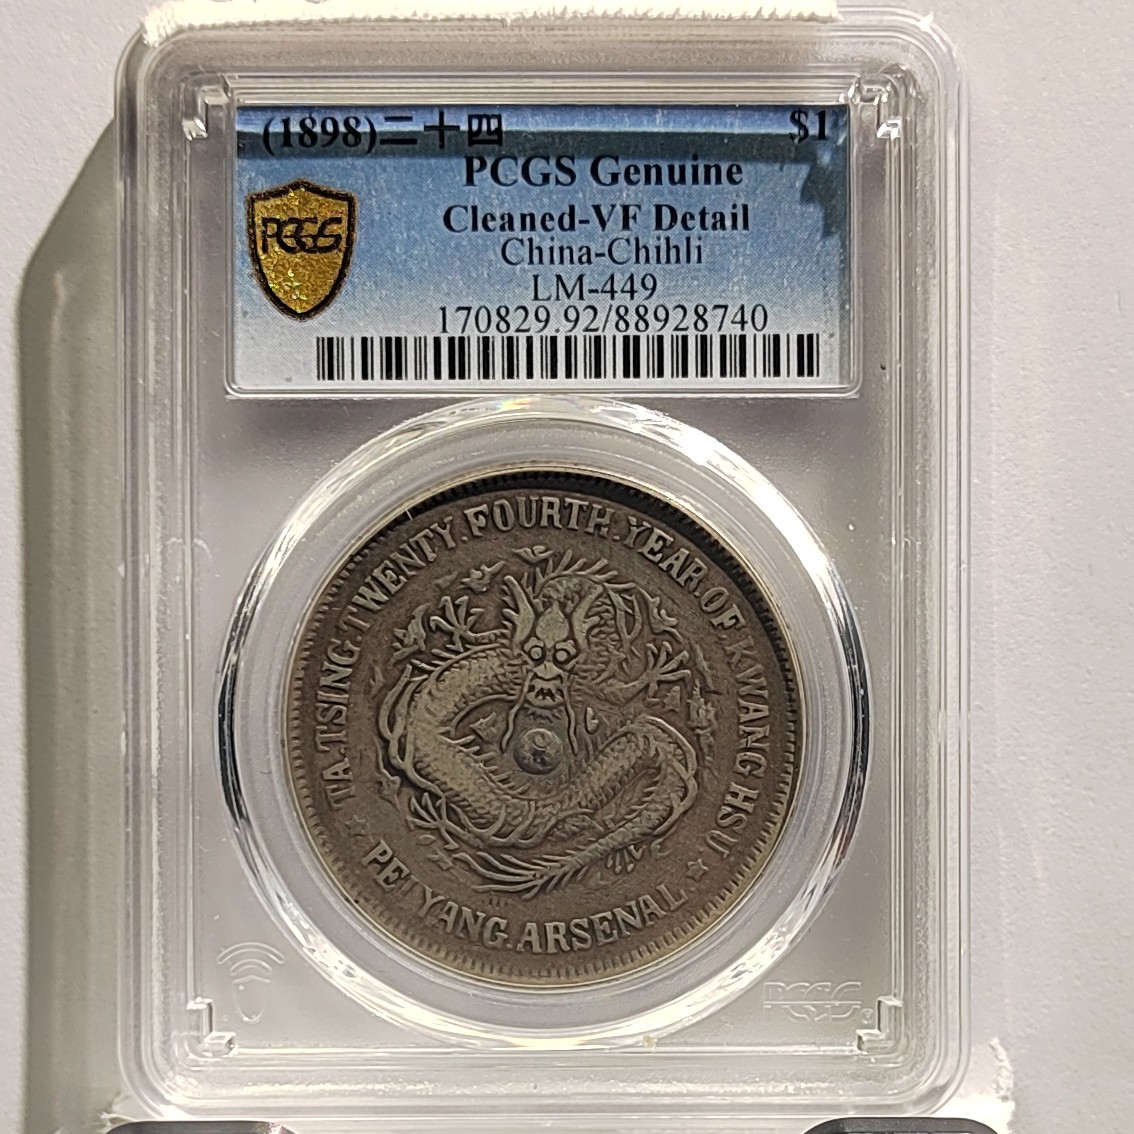 (1898)二十四 $1
PCGS Genuine
Cleaned-VF Detail
China-Chihli
LM-449
170829.92/88928740
PCGS
TA.TSING.TWENTY.FOURTH.YEAR.OF KWANG HSU
PEI YANG.ARSENAL.
PCGS